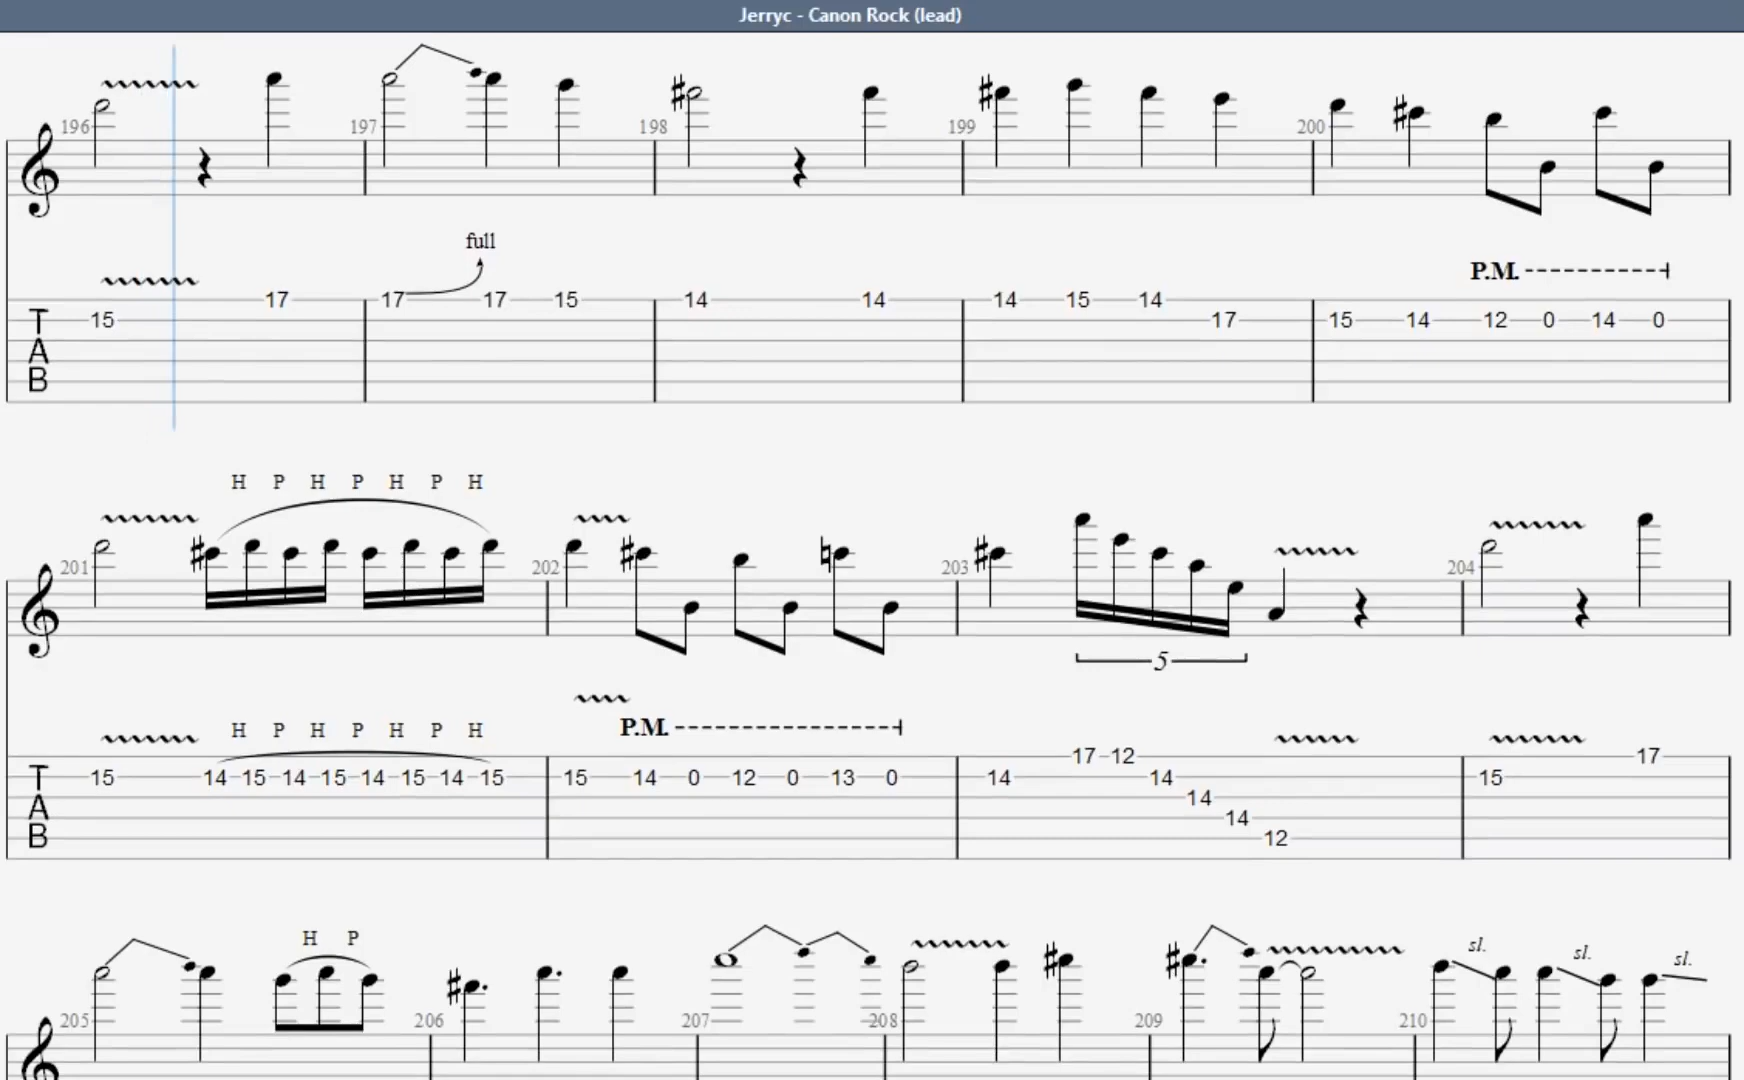 Jerryc - Canon Rock (lead)
196 197 198 199 200
full
P.M.
17 17 17 15 14 14 14 15 14
15 17 15 14 12 0 14 0
T
A
B
H P H P H P H
201 202 203 204
5
H P H P H P H
P.M.
17 12 17
15 14 15 14 15 14 15 14 15 15 14 0 12 0 13 0 14 14 15
14
14
12
T
A
B
H P
sl. sl. sl.
205 206 207 208 209 210